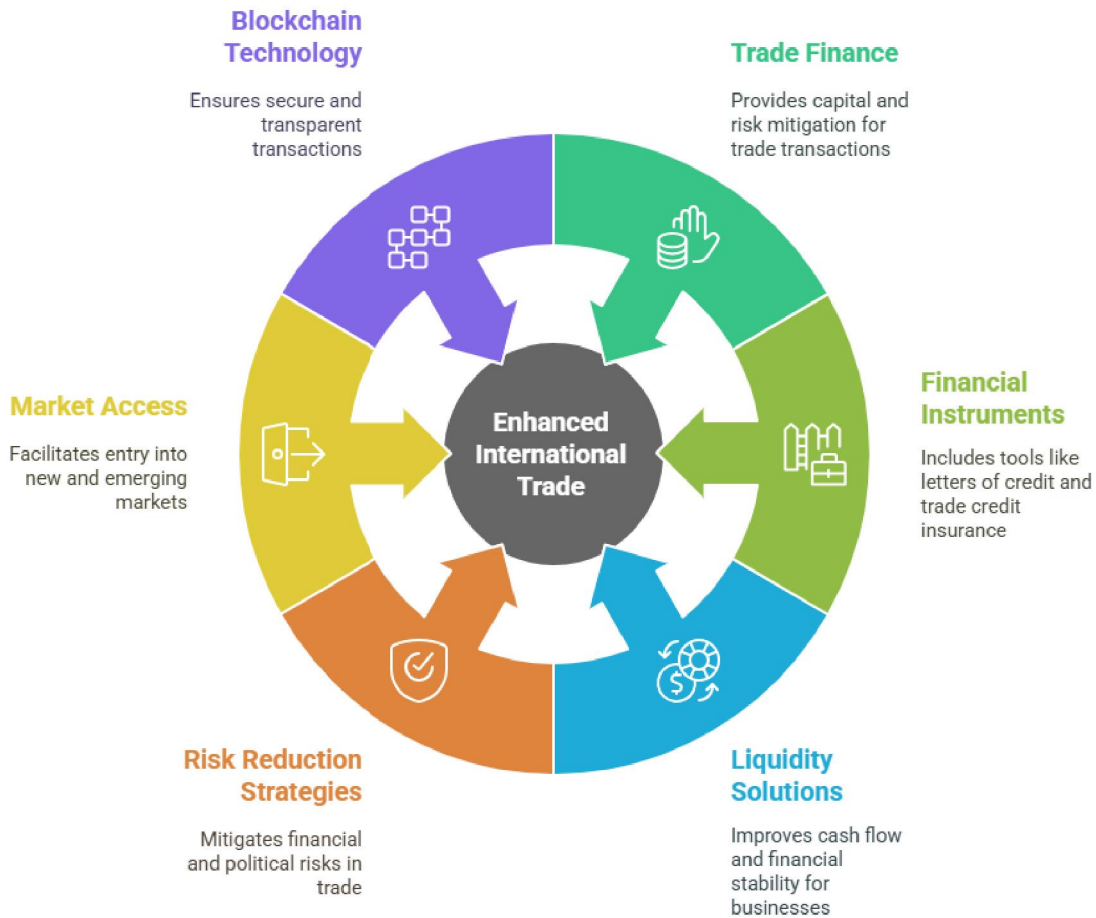 Blockchain
Technology
Ensures secure and
transparent
transactions
Trade Finance
Provides capital and
risk mitigation for
trade transactions
Market Access
Facilitates entry into
new and emerging
markets
Enhanced
International
Trade
Financial
Instruments
Includes tools like
letters of credit and
trade credit
insurance
Risk Reduction
Strategies
Mitigates financial
and political risks in
trade
Liquidity
Solutions
Improves cash flow
and financial
stability for
businesses
$